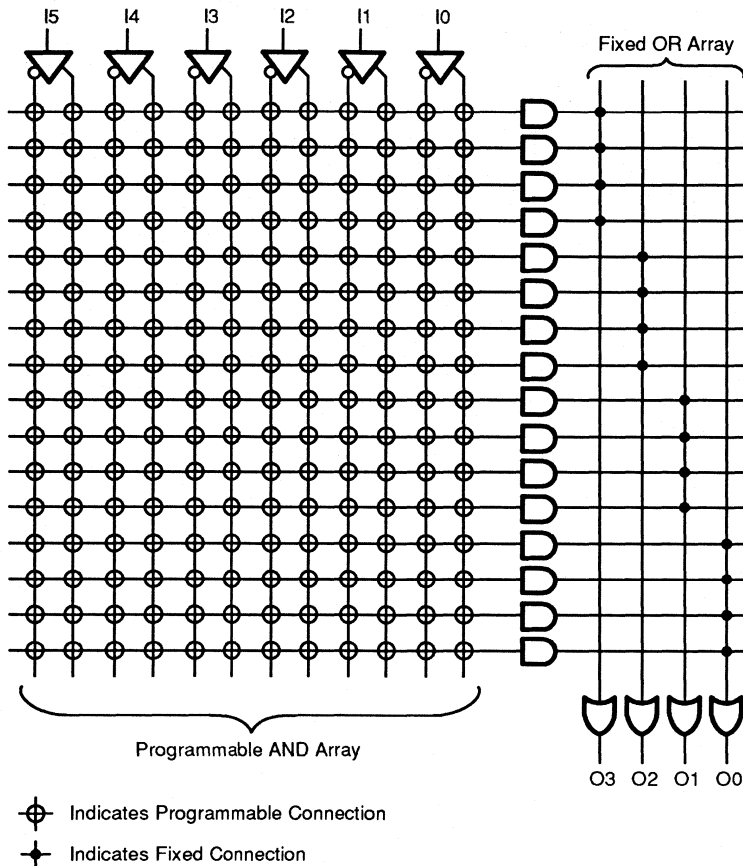 I5 I4 I3 I2 I1 I0
Fixed OR Array
Programmable AND Array
O3 O2 O1 O0
Indicates Programmable Connection
Indicates Fixed Connection